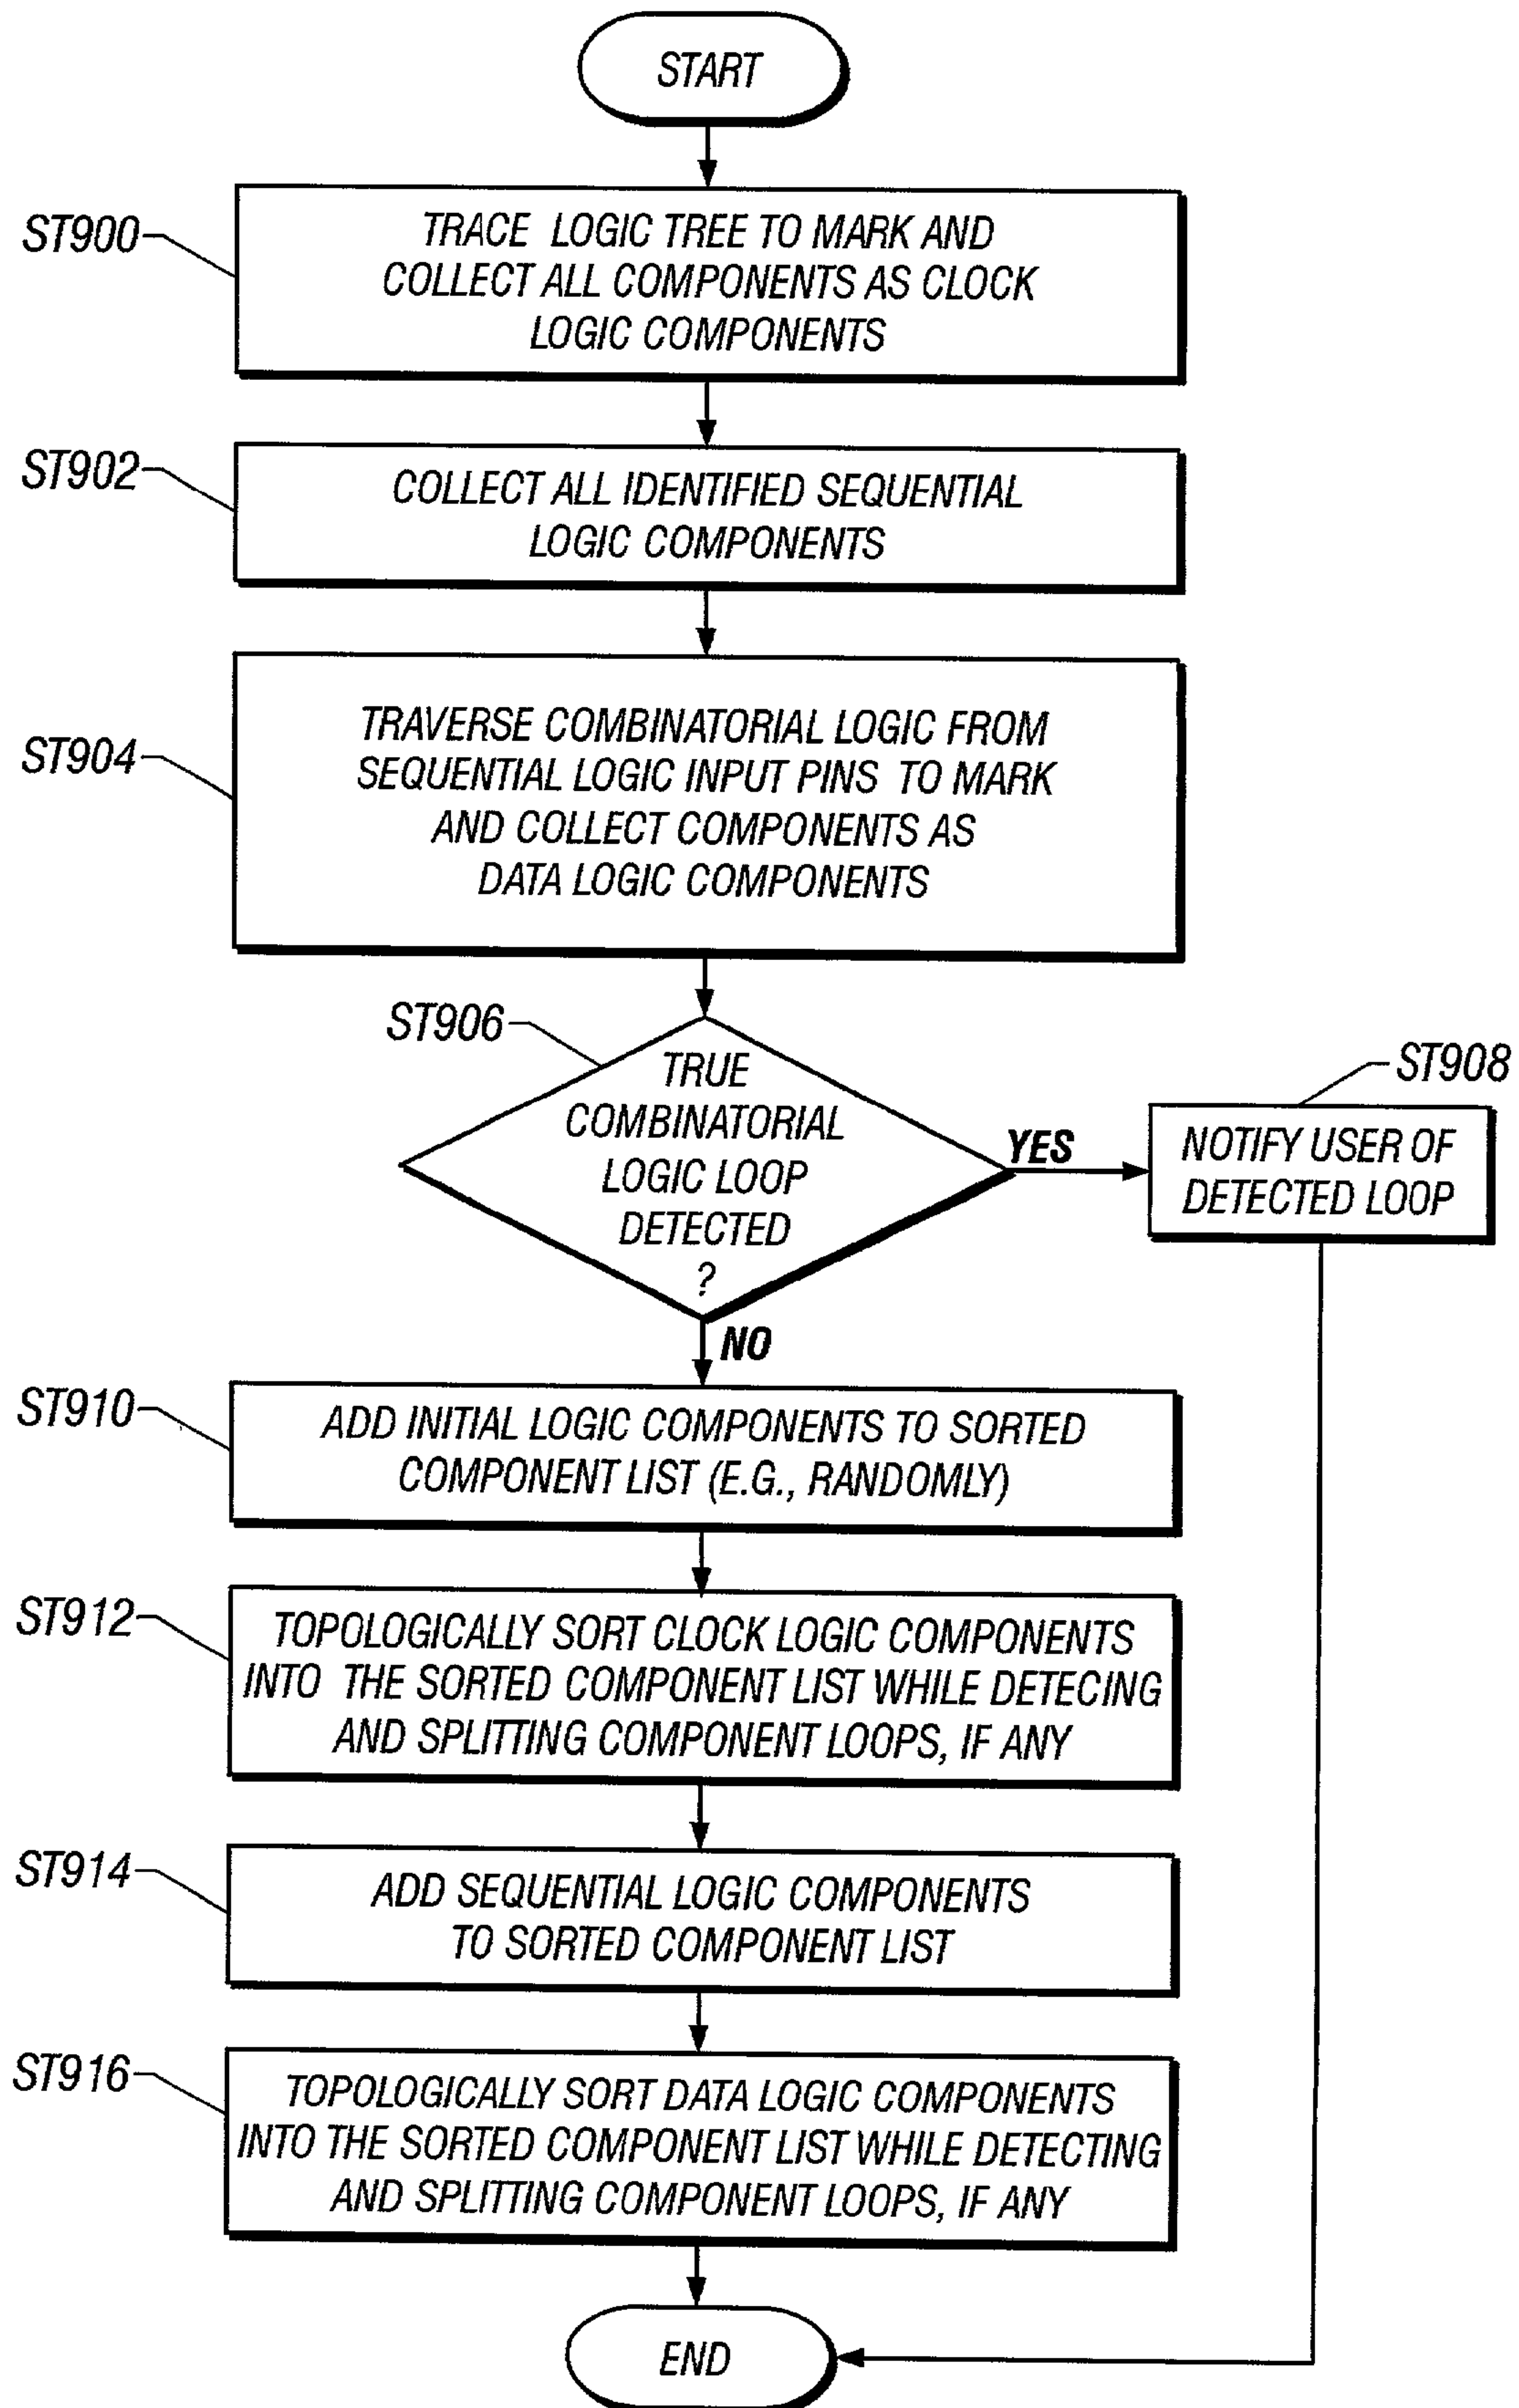 START
ST900
TRACE LOGIC TREE TO MARK AND
COLLECT ALL COMPONENTS AS CLOCK
LOGIC COMPONENTS
ST902
COLLECT ALL IDENTIFIED SEQUENTIAL
LOGIC COMPONENTS
ST904
TRAVERSE COMBINATORIAL LOGIC FROM
SEQUENTIAL LOGIC INPUT PINS TO MARK
AND COLLECT COMPONENTS AS
DATA LOGIC COMPONENTS
ST906
TRUE
COMBINATORIAL
LOGIC LOOP
DETECTED
?
YES
ST908
NOTIFY USER OF
DETECTED LOOP
NO
ST910
ADD INITIAL LOGIC COMPONENTS TO SORTED
COMPONENT LIST (E.G., RANDOMLY)
ST912
TOPOLOGICALLY SORT CLOCK LOGIC COMPONENTS
INTO THE SORTED COMPONENT LIST WHILE DETECING
AND SPLITTING COMPONENT LOOPS, IF ANY
ST914
ADD SEQUENTIAL LOGIC COMPONENTS
TO SORTED COMPONENT LIST
ST916
TOPOLOGICALLY SORT DATA LOGIC COMPONENTS
INTO THE SORTED COMPONENT LIST WHILE DETECTING
AND SPLITTING COMPONENT LOOPS, IF ANY
END